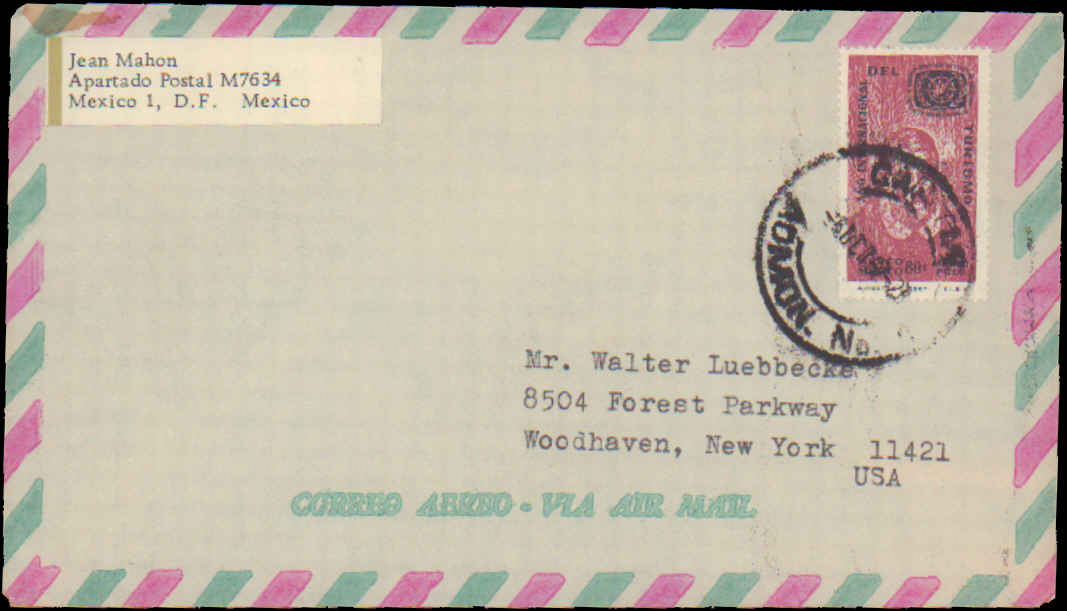 Jean Mahon
Apartado Postal M7634
Mexico 1, D.F. Mexico
DEL
TURISMO
No.
Mr. Walter Luebbecke
8504 Forest Parkway
Woodhaven, New York 11421
USA
CORREO AEREO - VIA AIR MAIL